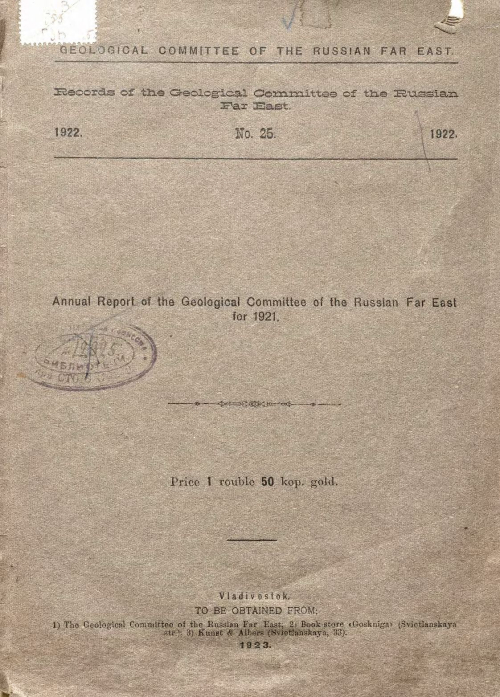 GEOLOGICAL COMMITTEE OF THE RUSSIAN FAR EAST.
Records of the Geological Committee of the Russian
Far East.
1922. No. 25. 1922.
Annual Report of the Geological Committee of the Russian Far East
for 1921.
БИБЛИОТЕКА
Price 1 rouble 50 kop. gold.
Vladivostok.
TO BE OBTAINED FROM:
1) The Geological Committee of the Russian Far East, 2) Book-store «Goskniga» (Svietlanskaya
str. 3) Kunst & Albers (Svietlanskaya, 33).
1923.